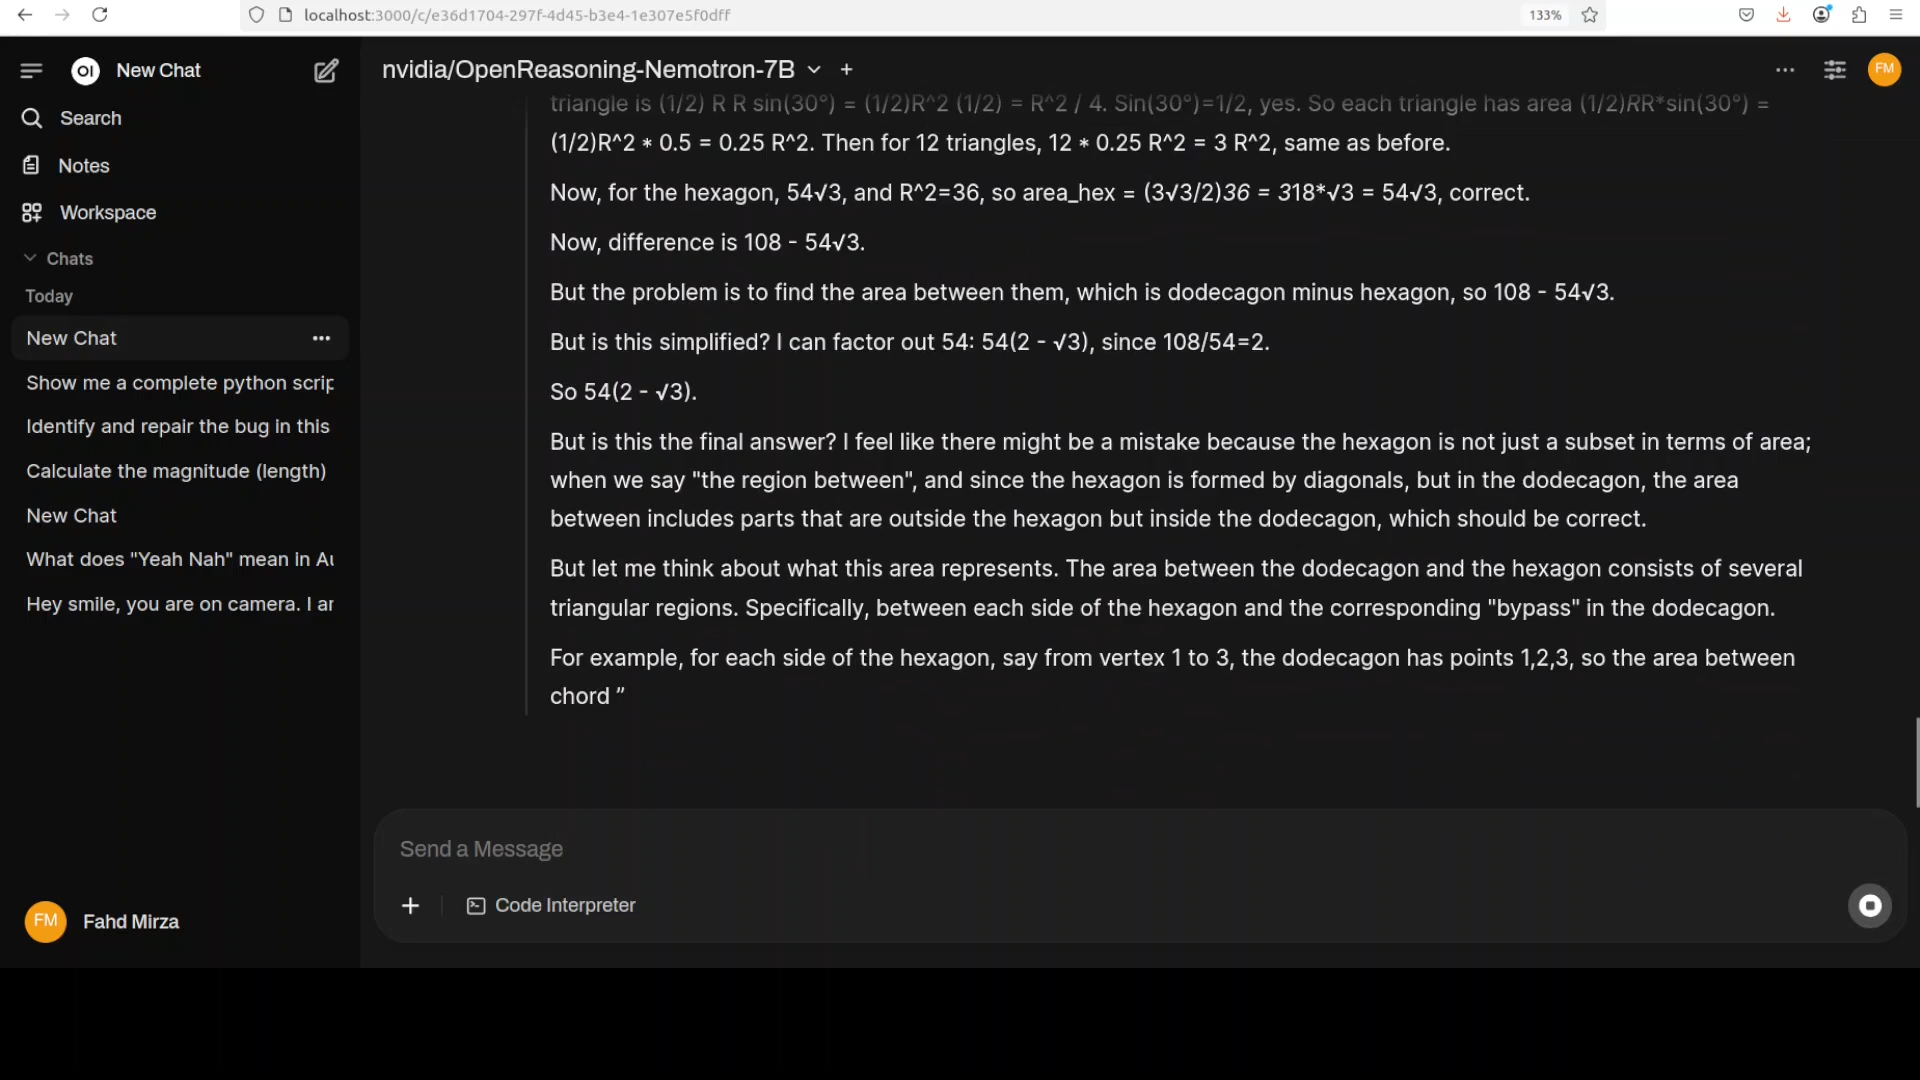 localhost:3000/c/e36d1704-297f-4d45-b3e4-1e307e5f0dff
133%
OI New Chat
nvidia/OpenReasoning-Nemotron-7B
FM
Search
Notes
Workspace
Chats
Today
New Chat
Show me a complete python scrip
Identify and repair the bug in this
Calculate the magnitude (length)
New Chat
What does "Yeah Nah" mean in Au
Hey smile, you are on camera. I ar
FM Fahd Mirza
triangle is (1/2) R R sin(30°) = (1/2)R^2 (1/2) = R^2 / 4. Sin(30°)=1/2, yes. So each triangle has area (1/2)RR*sin(30°) =
(1/2)R^2 * 0.5 = 0.25 R^2. Then for 12 triangles, 12 * 0.25 R^2 = 3 R^2, same as before.
Now, for the hexagon, 54√3, and R^2=36, so area_hex = (3√3/2)36 = 318*√3 = 54√3, correct.
Now, difference is 108 - 54√3.
But the problem is to find the area between them, which is dodecagon minus hexagon, so 108 - 54√3.
But is this simplified? I can factor out 54: 54(2 - √3), since 108/54=2.
So 54(2 - √3).
But is this the final answer? I feel like there might be a mistake because the hexagon is not just a subset in terms of area;
when we say "the region between", and since the hexagon is formed by diagonals, but in the dodecagon, the area
between includes parts that are outside the hexagon but inside the dodecagon, which should be correct.
But let me think about what this area represents. The area between the dodecagon and the hexagon consists of several
triangular regions. Specifically, between each side of the hexagon and the corresponding "bypass" in the dodecagon.
For example, for each side of the hexagon, say from vertex 1 to 3, the dodecagon has points 1,2,3, so the area between
chord ”
Send a Message
Code Interpreter